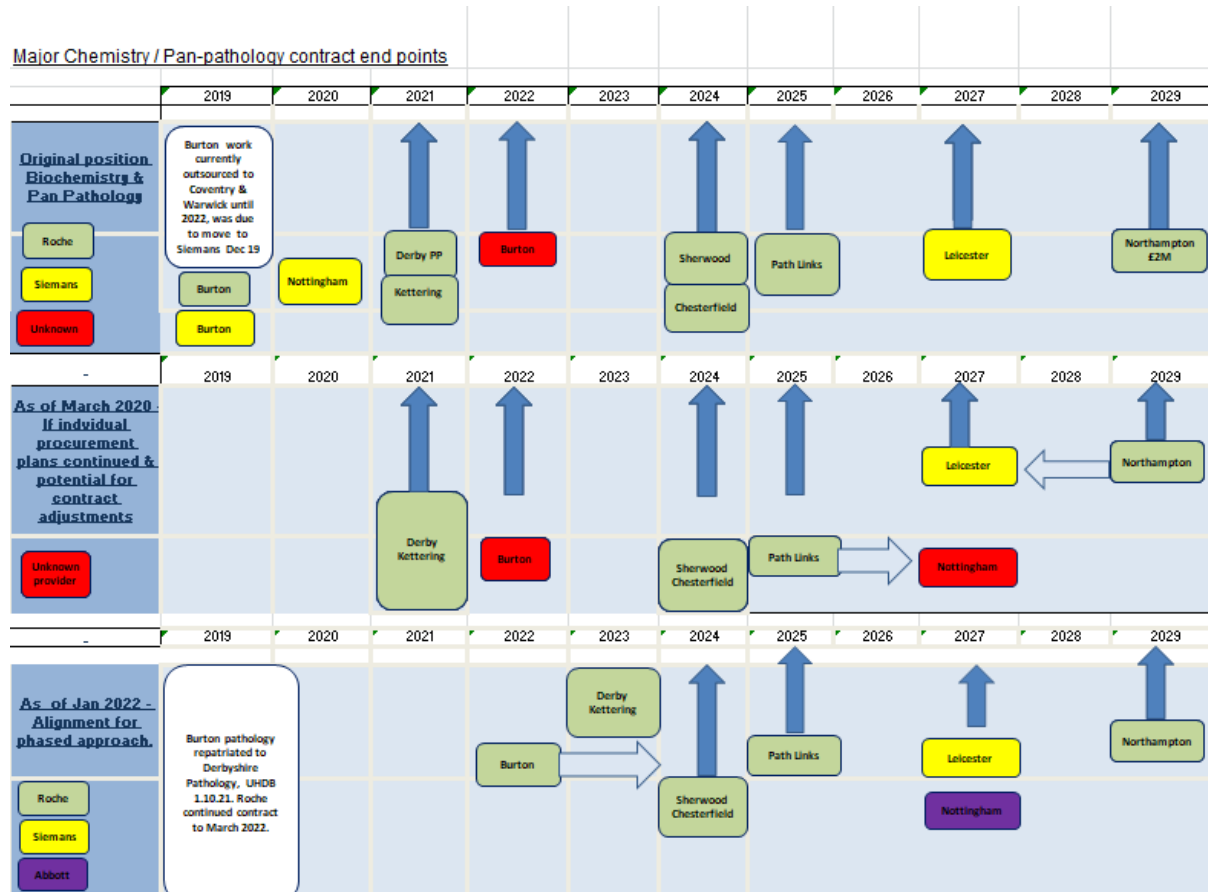 Major Chemistry / Pan-pathology contract end points
2019 2020 2021 2022 2023 2024 2025 2026 2027 2028 2029
Original position
Biochemistry &
Pan Pathology
Roche
Siemans
Unknown
Burton work
currently
outsourced to
Coventry &
Warwick until
2022, was due
to move to
Siemans Dec 19
Burton
Burton
Nottingham
Derby PP
Kettering
Burton
Sherwood
Chesterfield
Path Links
Leicester
Northampton
£2M
- 2019 2020 2021 2022 2023 2024 2025 2026 2027 2028 2029
As of March 2020 -
If indvidual
procurement
plans continued &
potential for
contract
adjustments
Unknown
provider
Derby
Kettering
Burton
Sherwood
Chesterfield
Path Links
Leicester
Nottingham
Northampton
- 2019 2020 2021 2022 2023 2024 2025 2026 2027 2028 2029
As of Jan 2022 -
Alignment for
phased approach.
Roche
Siemans
Abbott
Burton pathology
repatriated to
Derbyshire
Pathology, UHDB
1.10.21. Roche
continued contract
to March 2022.
Burton
Derby
Kettering
Sherwood
Chesterfield
Path Links
Leicester
Nottingham
Northampton